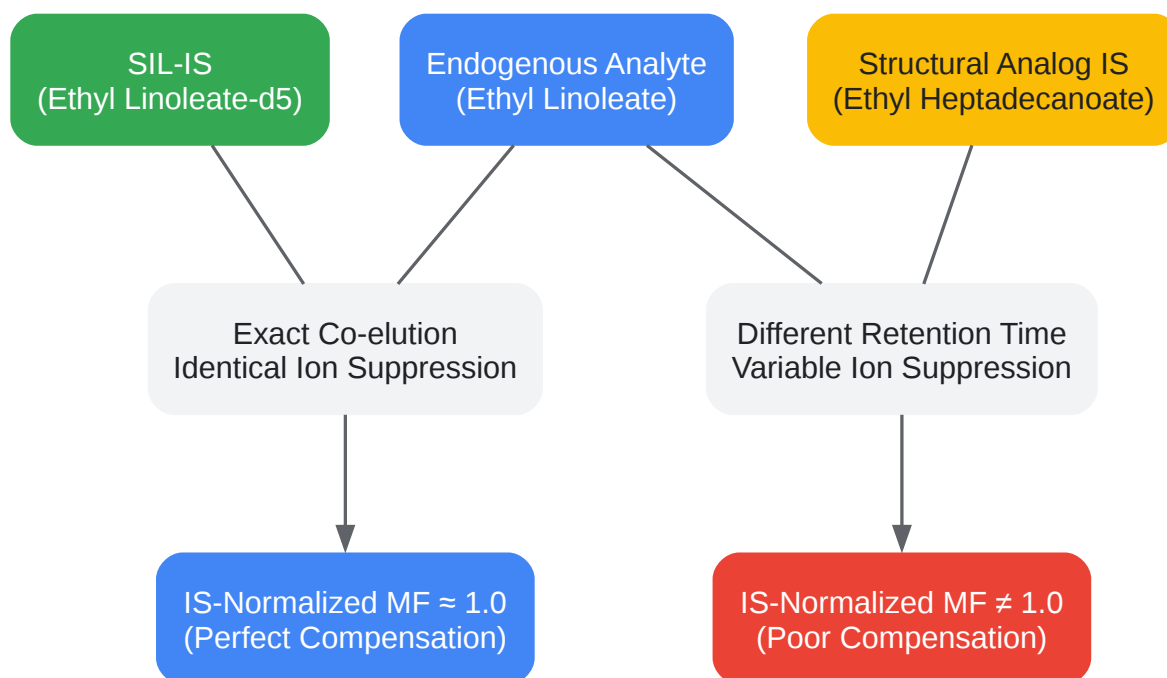 SIL-IS
(Ethyl Linoleate-d5)
Endogenous Analyte
(Ethyl Linoleate)
Structural Analog IS
(Ethyl Heptadecanoate)
Exact Co-elution
Identical Ion Suppression
Different Retention Time
Variable Ion Suppression
IS-Normalized MF ≈ 1.0
(Perfect Compensation)
IS-Normalized MF ≠ 1.0
(Poor Compensation)